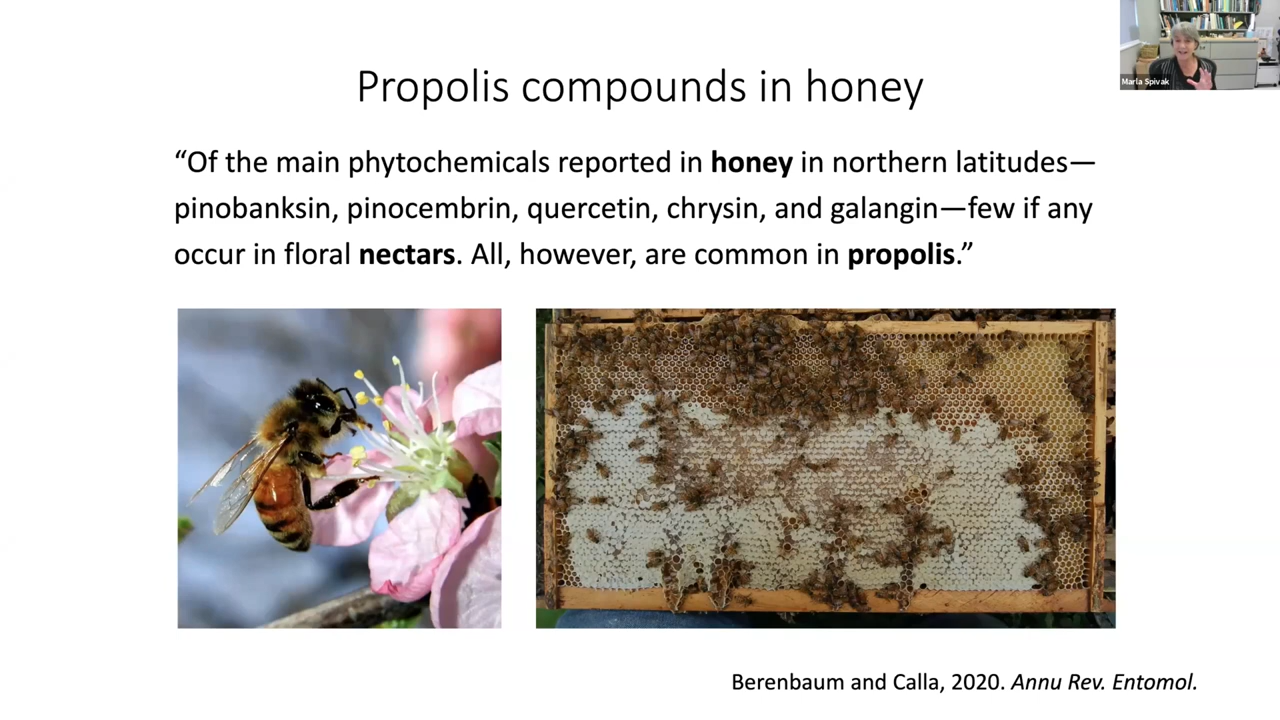 Marla Spivak
Propolis compounds in honey
“Of the main phytochemicals reported in honey in northern latitudes—
pinobanksin, pinocembrin, quercetin, chrysin, and galangin—few if any
occur in floral nectars. All, however, are common in propolis.”
Berenbaum and Calla, 2020. Annu Rev. Entomol.